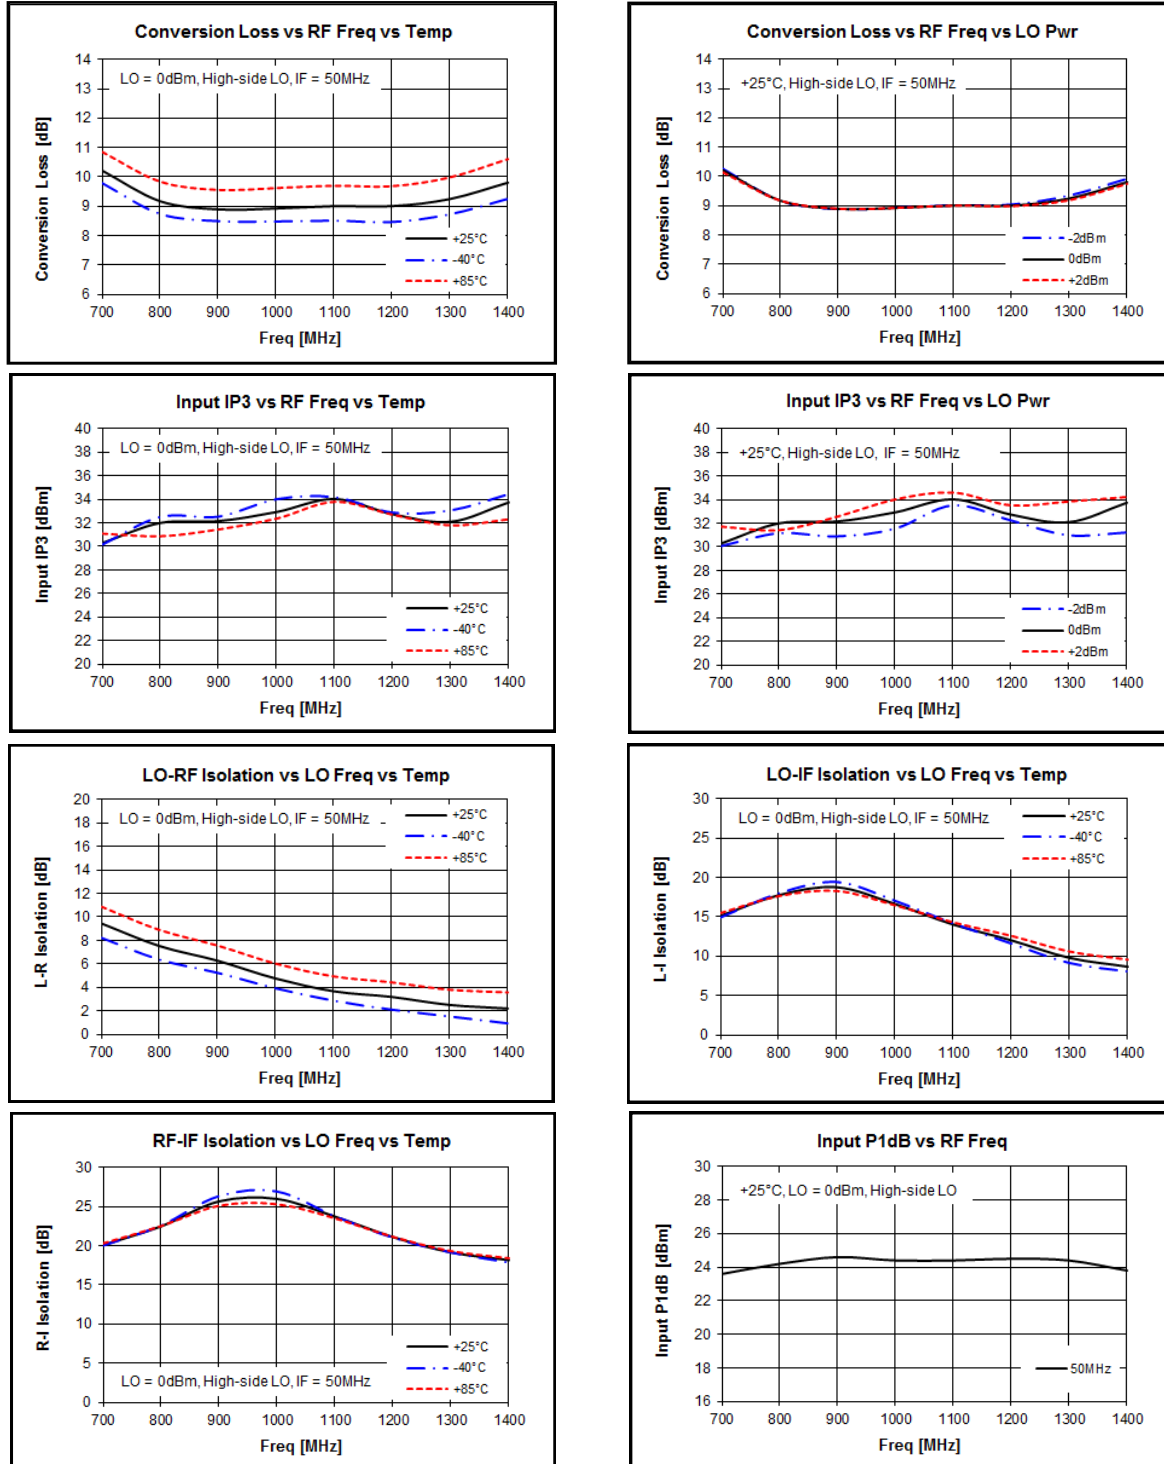 Conversion Loss vs RF Freq vs Temp
14
13
12
11
10
9
8
7
6
LO = 0dBm, High-side LO, IF = 50MHz
+25°C
-40°C
+85°C
700 800 900 1000 1100 1200 1300 1400
Freq [MHz]
Conversion Loss [dB]
Conversion Loss vs RF Freq vs LO Pwr
14
13
12
11
10
9
8
7
6
+25°C, High-side LO, IF = 50MHz
-2dBm
0dBm
+2dBm
700 800 900 1000 1100 1200 1300 1400
Freq [MHz]
Conversion Loss [dB]
Input IP3 vs RF Freq vs Temp
40
38
36
34
32
30
28
26
24
22
20
LO = 0dBm, High-side LO, IF = 50MHz
+25°C
-40°C
+85°C
700 800 900 1000 1100 1200 1300 1400
Freq [MHz]
Input IP3 [dBm]
Input IP3 vs RF Freq vs LO Pwr
40
38
36
34
32
30
28
26
24
22
20
+25°C, High-side LO, IF = 50MHz
-2dBm
0dBm
+2dBm
700 800 900 1000 1100 1200 1300 1400
Freq [MHz]
Input IP3 [dBm]
LO-RF Isolation vs LO Freq vs Temp
20
18
16
14
12
10
8
6
4
2
0
LO = 0dBm, High-side LO, IF = 50MHz
+25°C
-40°C
+85°C
700 800 900 1000 1100 1200 1300 1400
Freq [MHz]
L-R Isolation [dB]
LO-IF Isolation vs LO Freq vs Temp
30
25
20
15
10
5
0
LO = 0dBm, High-side LO, IF = 50MHz
+25°C
-40°C
+85°C
700 800 900 1000 1100 1200 1300 1400
Freq [MHz]
L-I Isolation [dB]
RF-IF Isolation vs LO Freq vs Temp
30
25
20
15
10
5
0
+25°C
-40°C
+85°C
LO = 0dBm, High-side LO, IF = 50MHz
700 800 900 1000 1100 1200 1300 1400
Freq [MHz]
R-I Isolation [dB]
Input P1dB vs RF Freq
30
28
26
24
22
20
18
16
+25°C, LO = 0dBm, High-side LO
50MHz
700 800 900 1000 1100 1200 1300 1400
Freq [MHz]
Input P1dB [dBm]